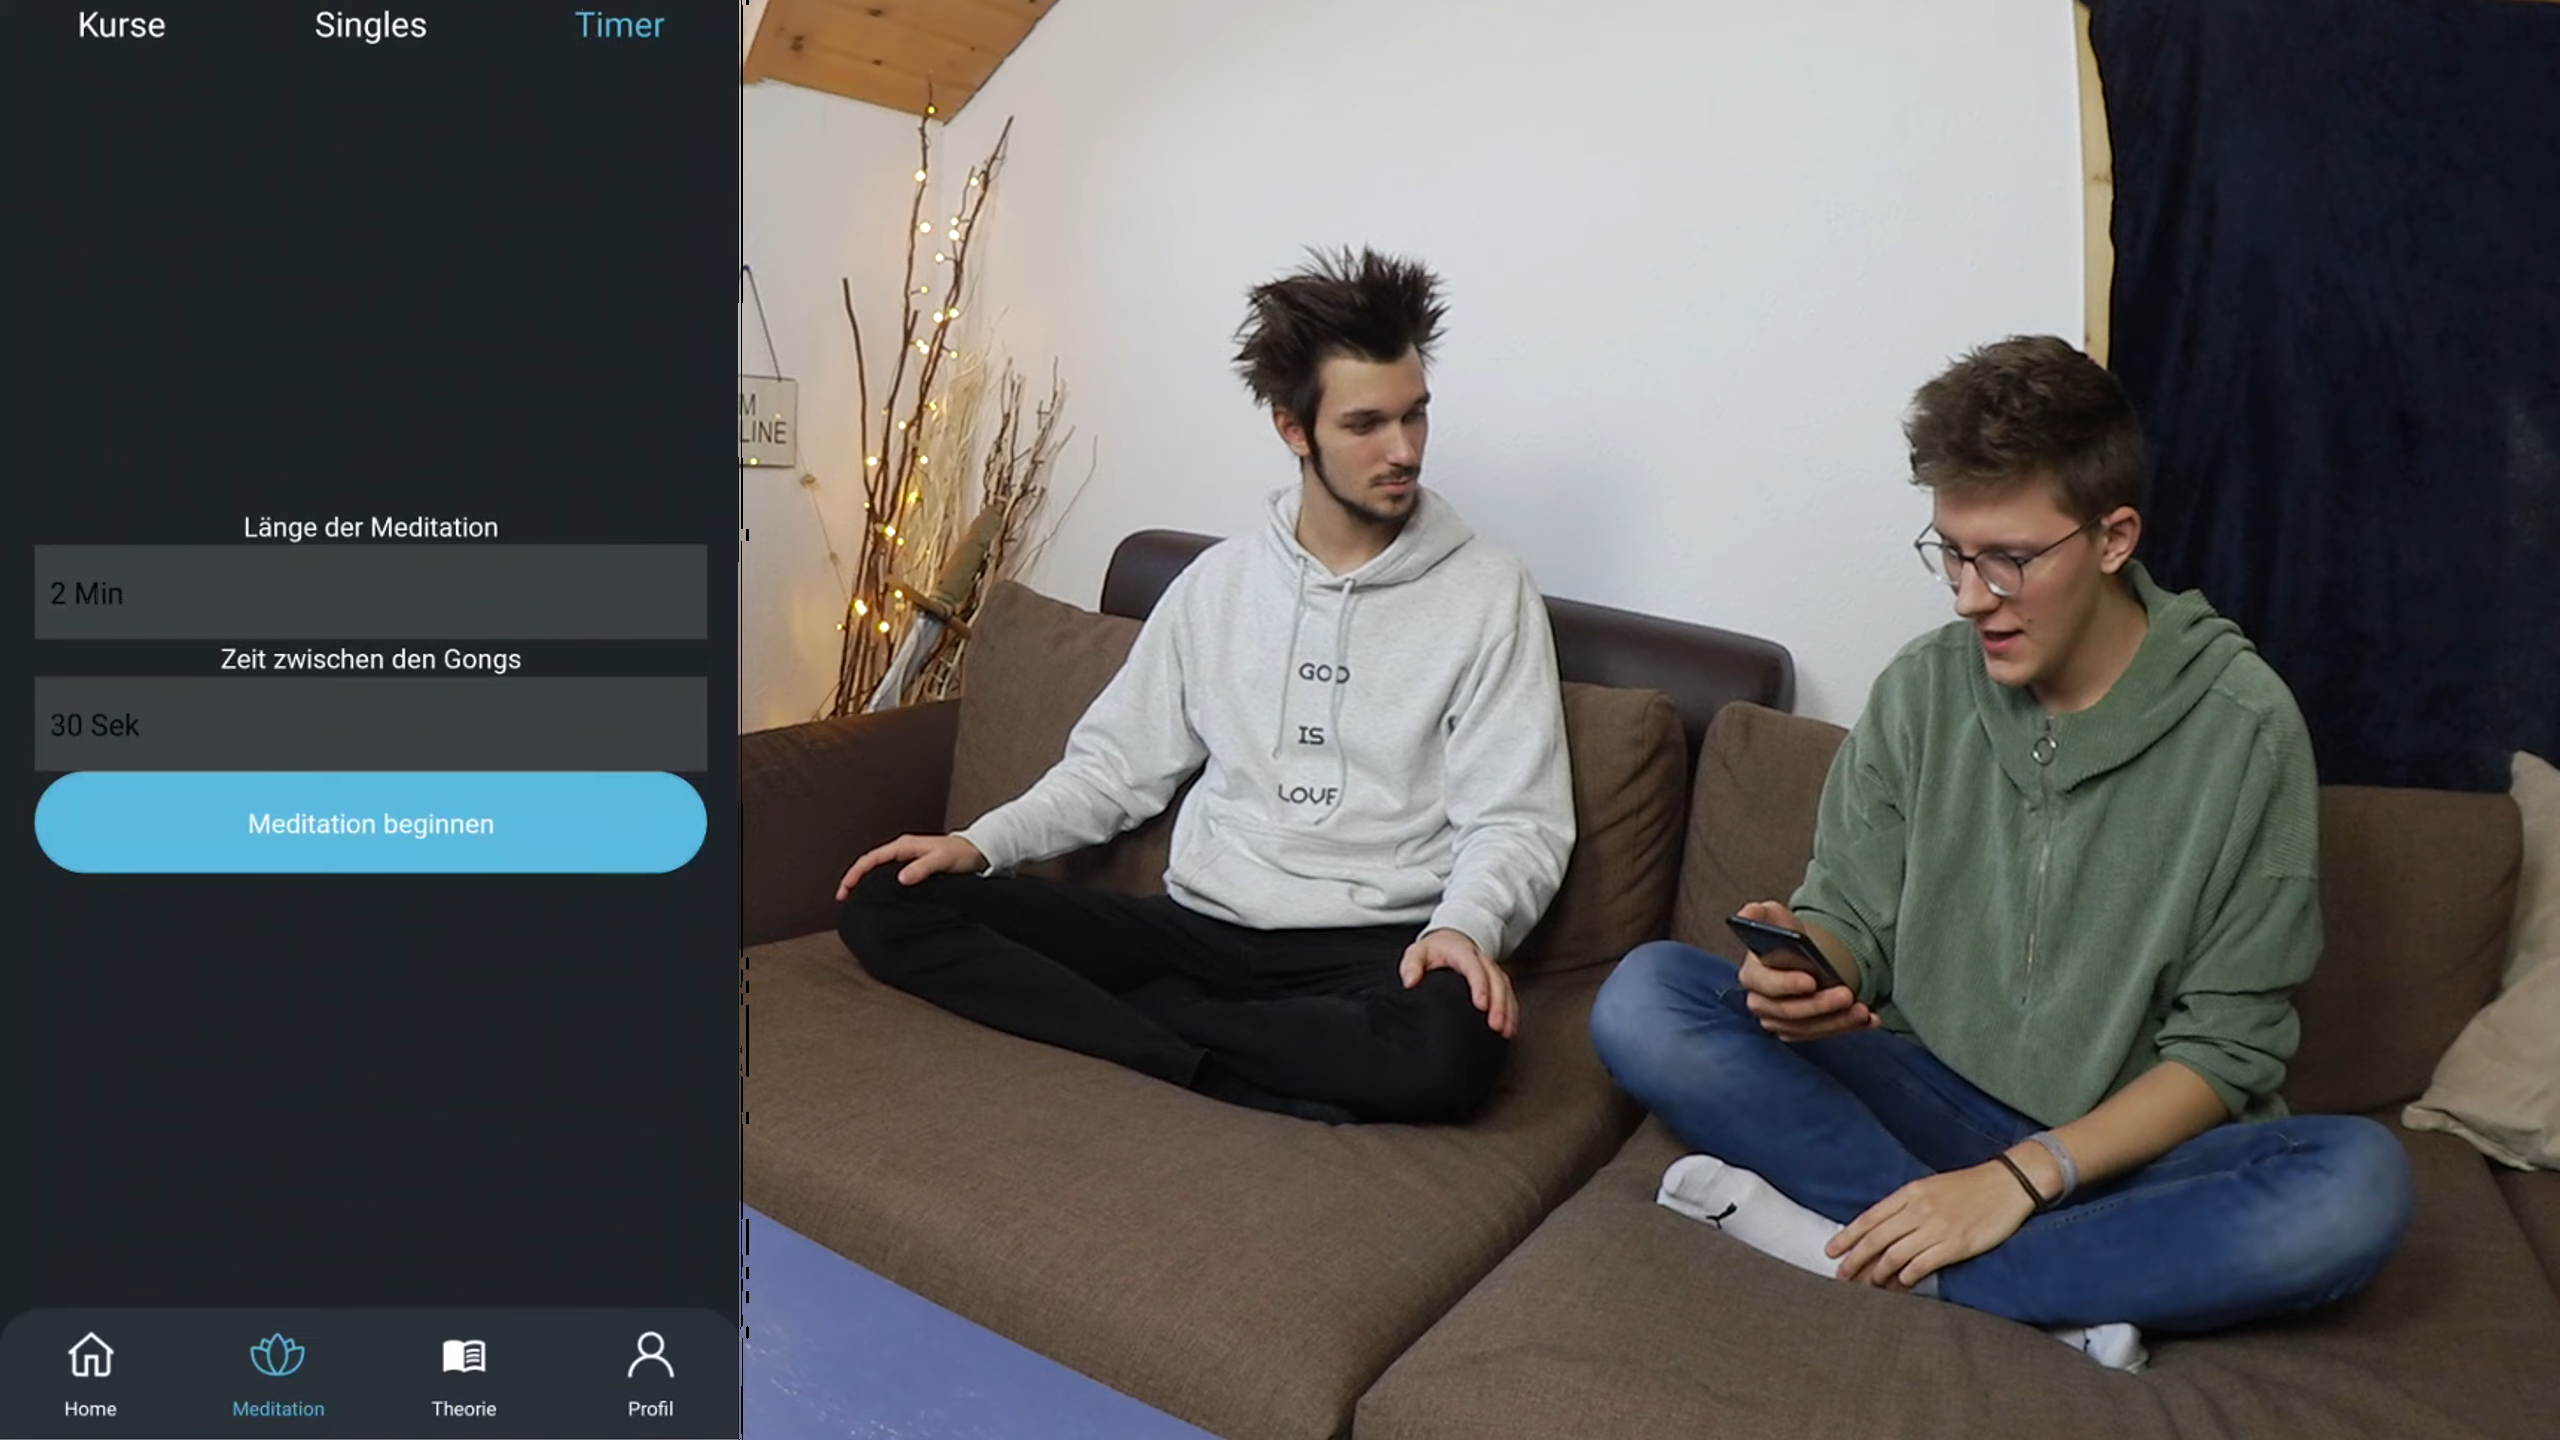 Kurse
Singles
Timer
Länge der Meditation
2 Min
Zeit zwischen den Gongs
30 Sek
Meditation beginnen
Home
Meditation
Theorie
Profil
M
LINE
GOD
IS
LOVE